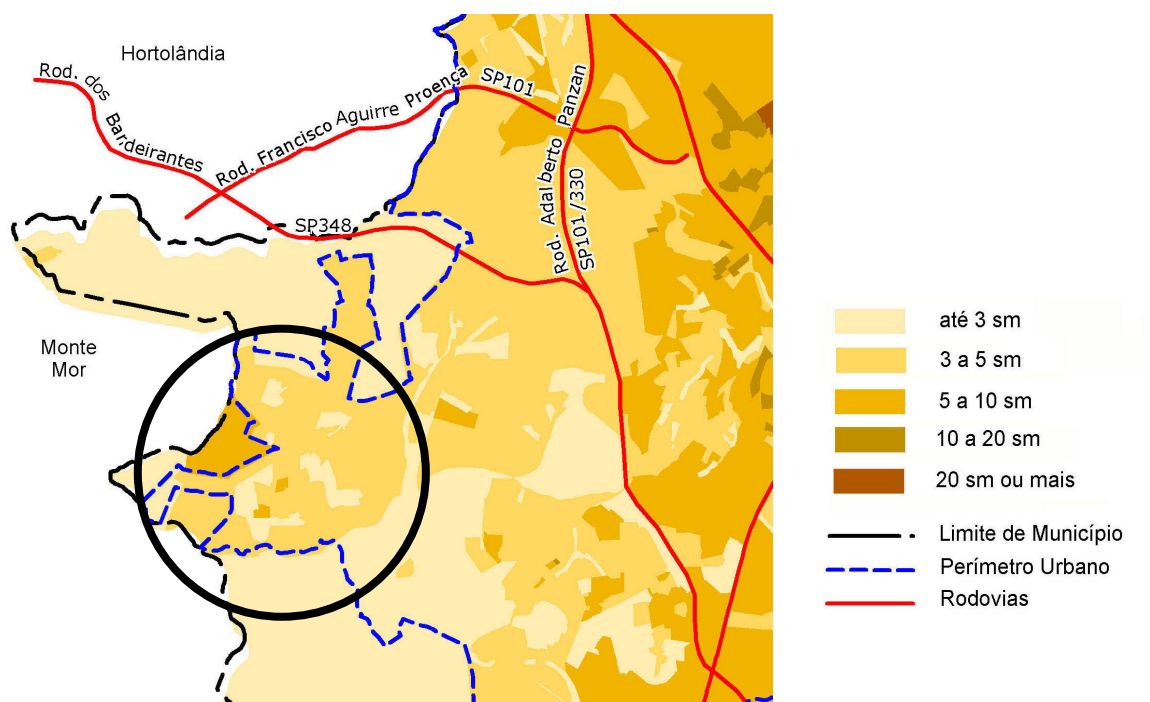 Hortolândia
Rod. dos Bandeirantes
Rod. Francisco Aguirre Proença
SP101
Rod. Adalberto Panzan
SP101/330
SP348
Monte
Mor
até 3 sm
3 a 5 sm
5 a 10 sm
10 a 20 sm
20 sm ou mais
Limite de Município
Perímetro Urbano
Rodovias